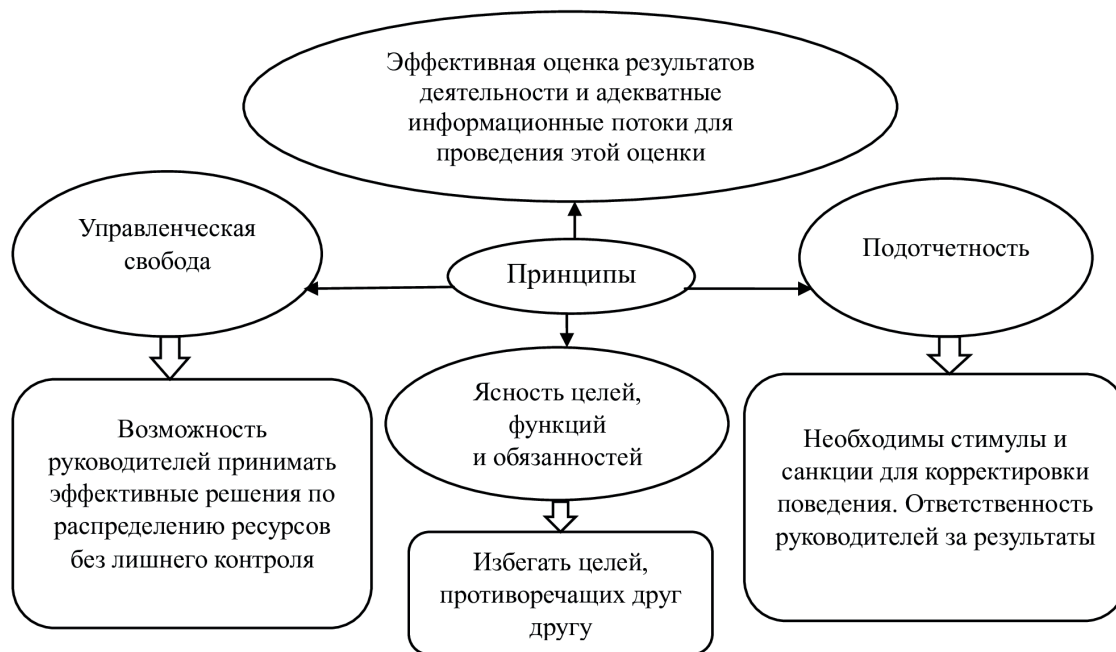 Эффективная оценка результатов
деятельности и адекватные
информационные потоки для
проведения этой оценки
Управленческая
свобода
Принципы
Подотчетность
Ясность целей,
функций
и обязанностей
Возможность
руководителей принимать
эффективные решения по
распределению ресурсов
без лишнего контроля
Избегать целей,
противоречащих друг
другу
Необходимы стимулы и
санкции для корректировки
поведения. Ответственность
руководителей за результаты